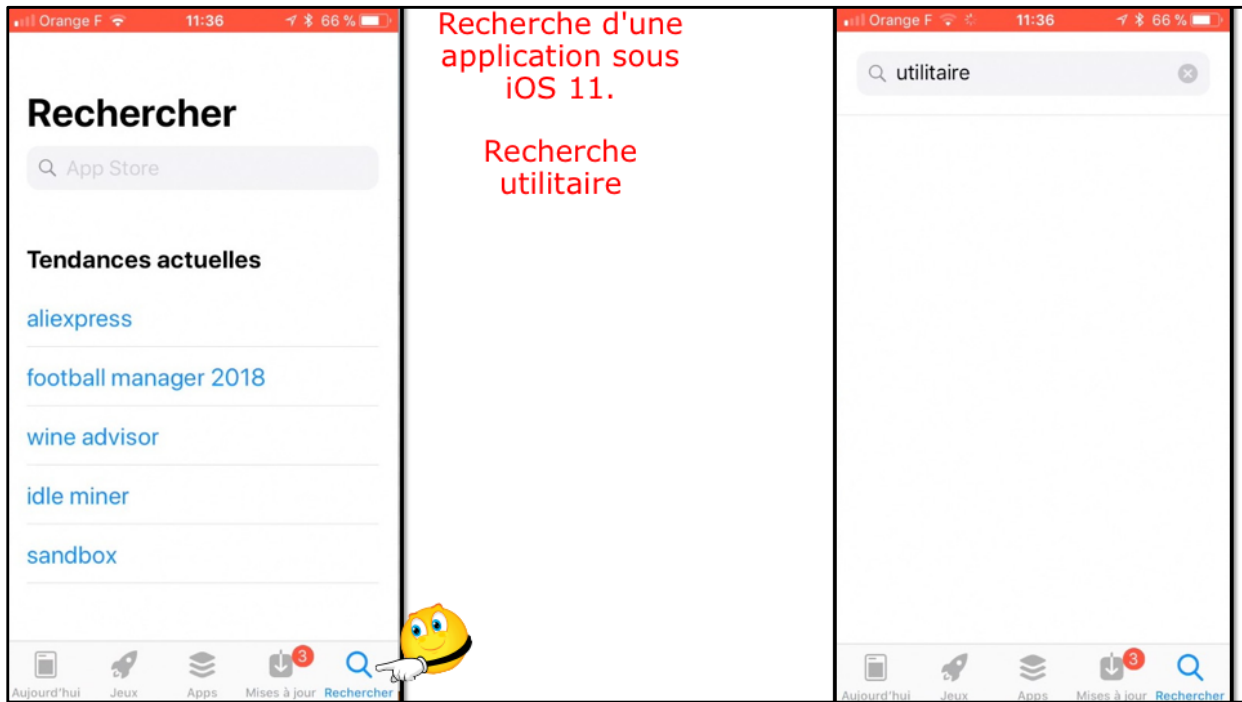 Orange F 11:36 66 %
Rechercher
App Store
Tendances actuelles
aliexpress
football manager 2018
wine advisor
idle miner
sandbox
3
Aujourd'hui Jeux Apps Mises à jour Rechercher
Recherche d'une
application sous
iOS 11.
Recherche
utilitaire
Orange F 11:36 66 %
utilitaire
3
Aujourd'hui Jeux Apps Mises à jour Rechercher